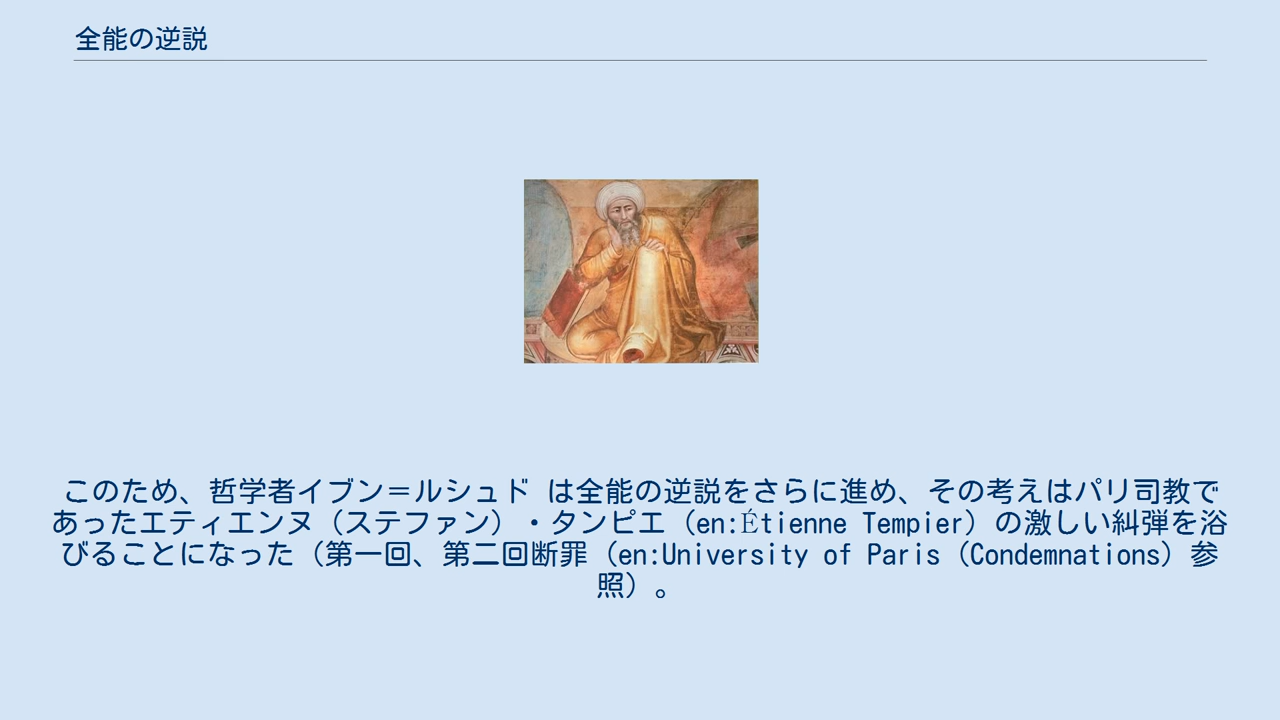 全能の逆説
このため、哲学者イブン＝ルシュド は全能の逆説をさらに進め、その考えはパリ司教で
あったエティエンヌ（ステファン）・タンピエ（en:Étienne Tempier）の激しい糾弾を浴
びることになった（第一回、第二回断罪（en:University of Paris（Condemnations）参
照）。